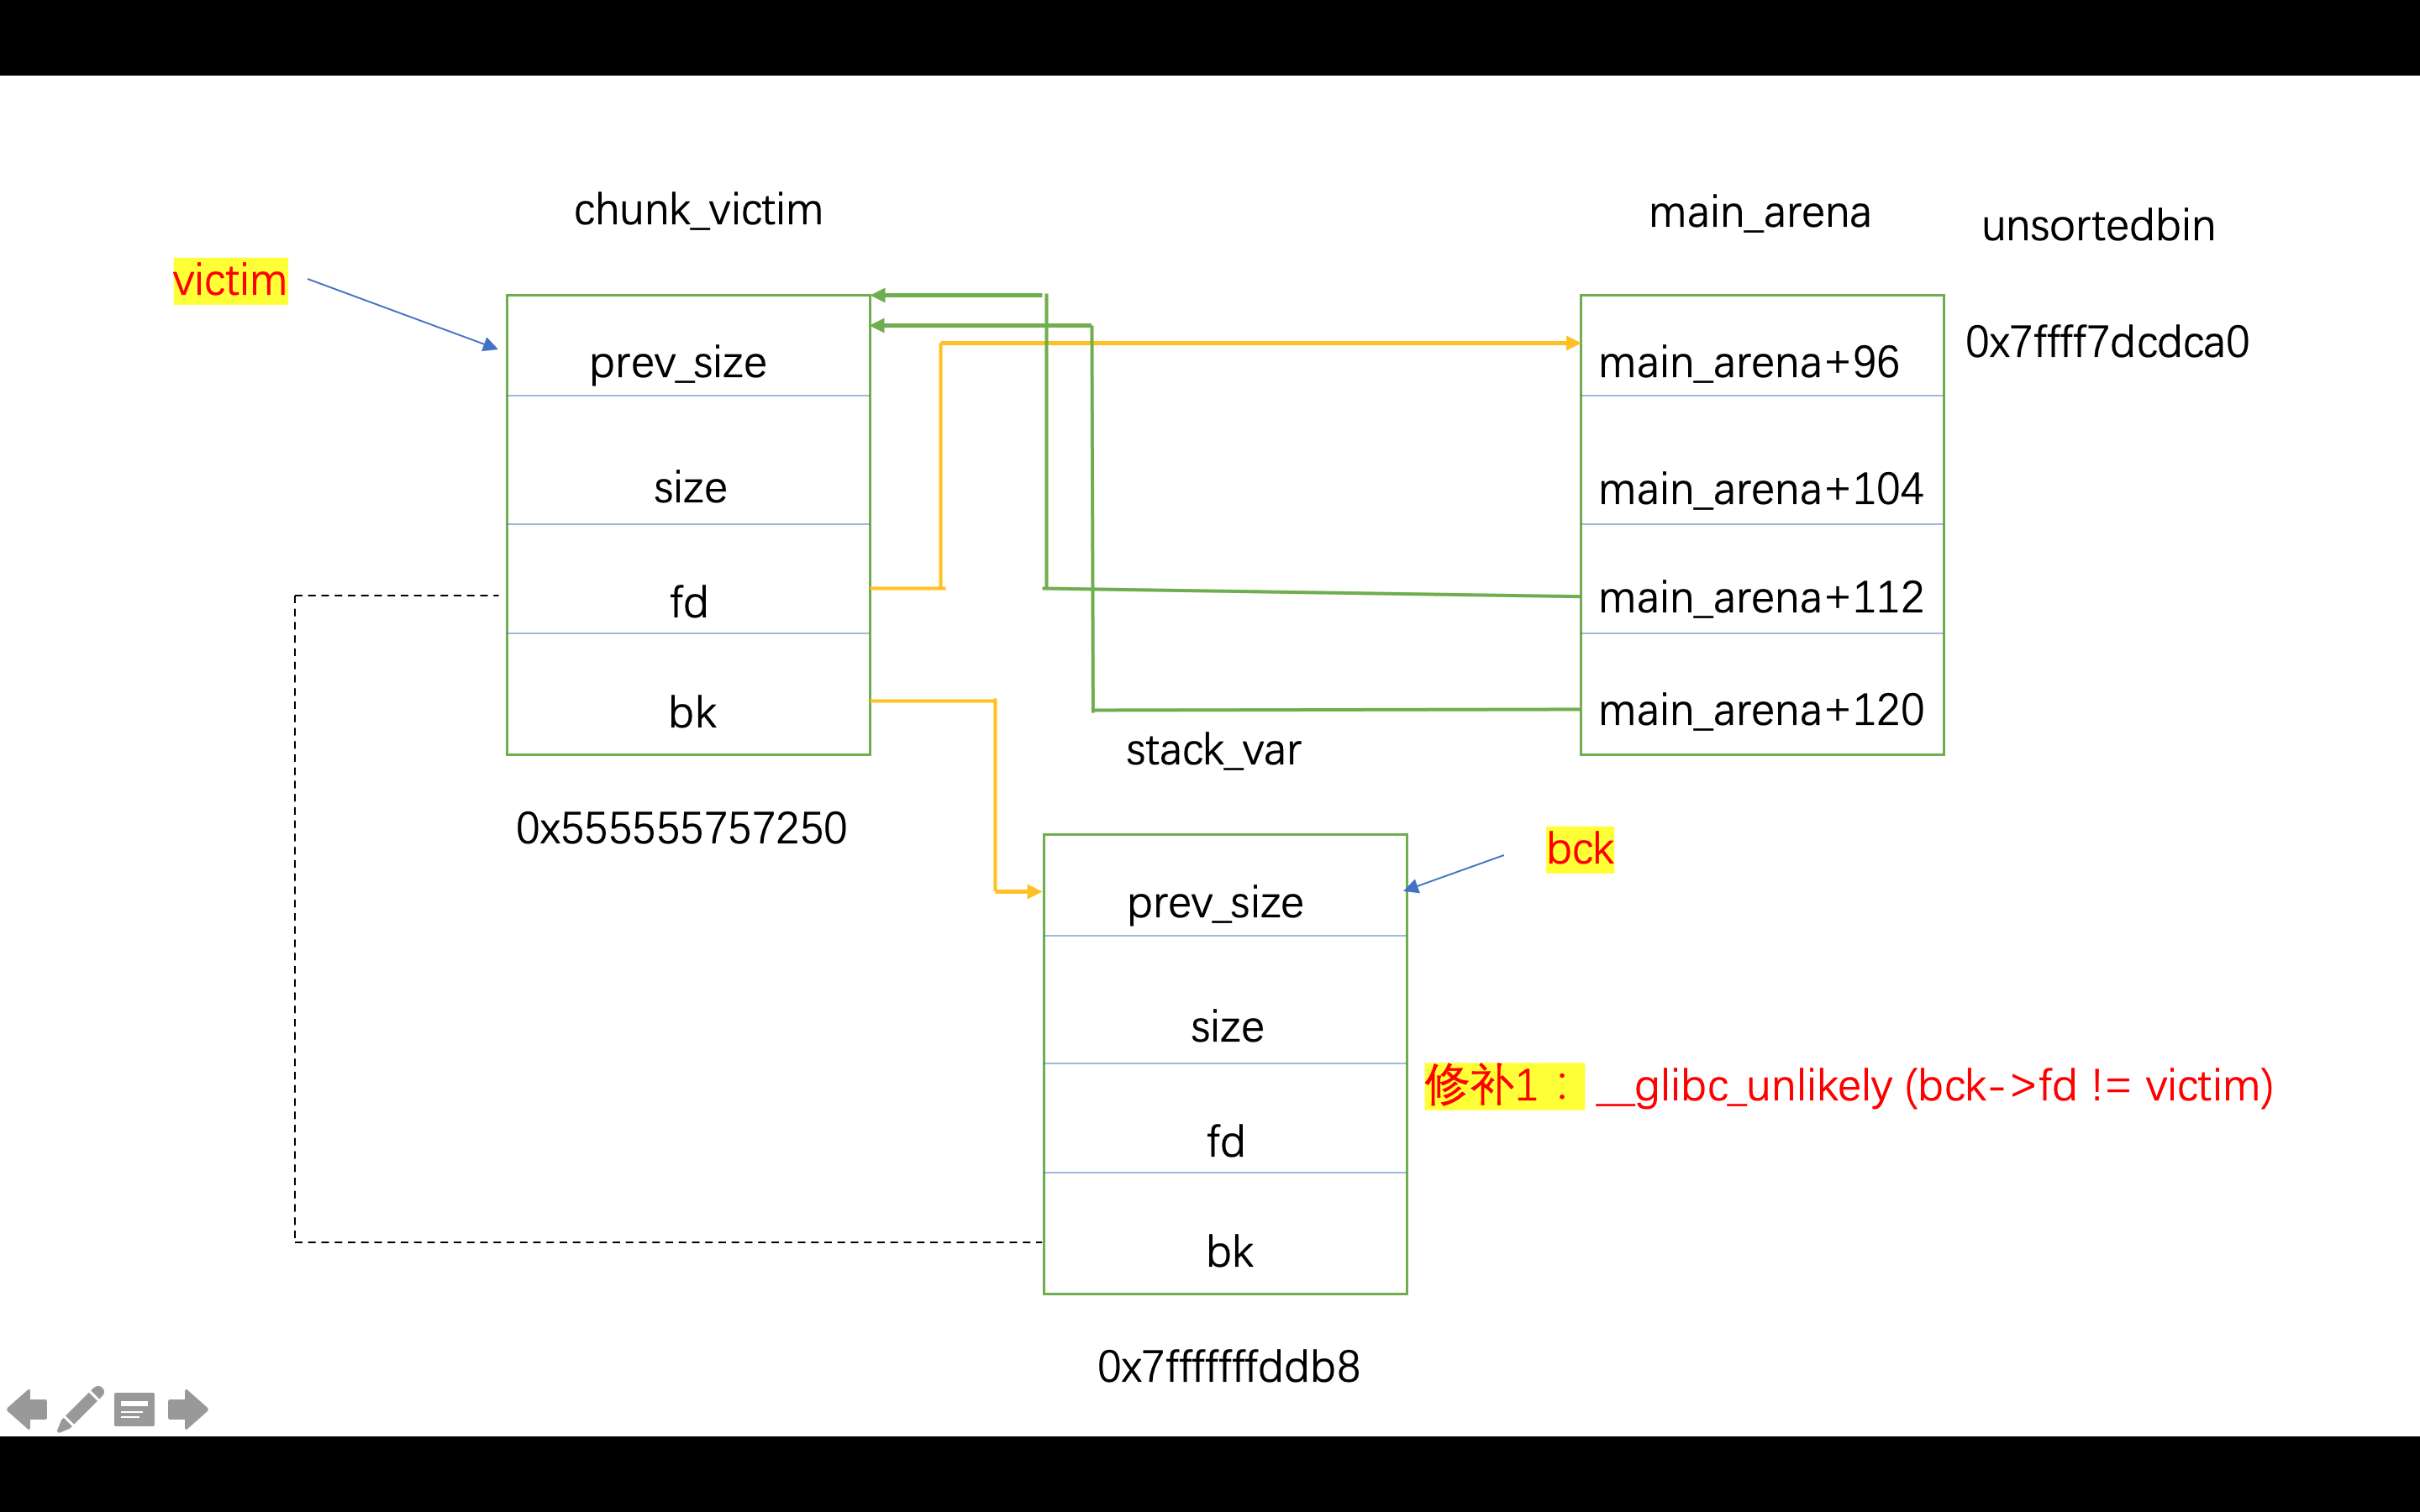 chunk_victim
main_arena
unsortedbin
victim
prev_size
size
fd
bk
0x555555757250
main_arena+96
main_arena+104
main_arena+112
main_arena+120
0x7ffff7dcdca0
stack_var
bck
prev_size
size
fd
bk
修补1： __glibc_unlikely (bck->fd != victim)
0x7fffffffddb8